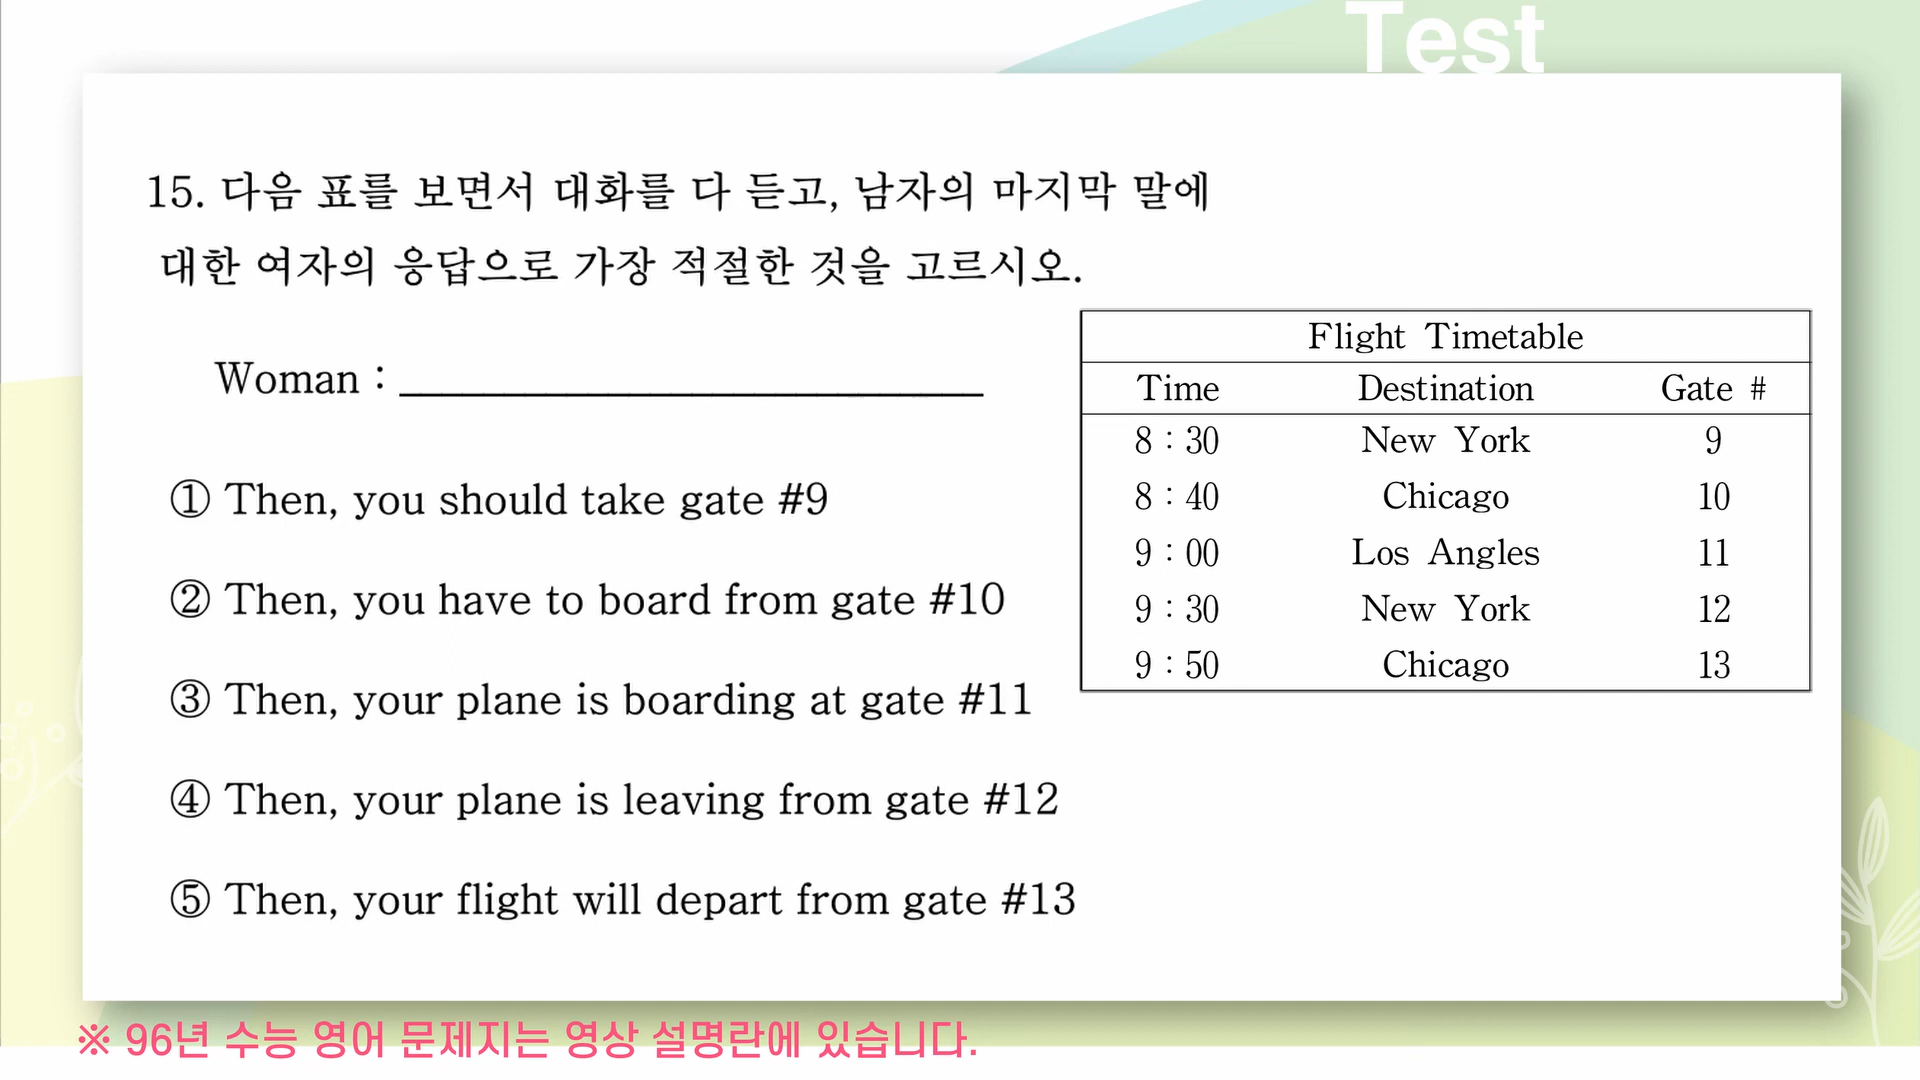 Test
15. 다음 표를 보면서 대화를 다 듣고, 남자의 마지막 말에
대한 여자의 응답으로 가장 적절한 것을 고르시오.
Woman : ____________________
① Then, you should take gate #9
② Then, you have to board from gate #10
③ Then, your plane is boarding at gate #11
④ Then, your plane is leaving from gate #12
⑤ Then, your flight will depart from gate #13
Flight Timetable
Time Destination Gate #
8 : 30 New York 9
8 : 40 Chicago 10
9 : 00 Los Angles 11
9 : 30 New York 12
9 : 50 Chicago 13
※ 96년 수능 영어 문제지는 영상 설명란에 있습니다.